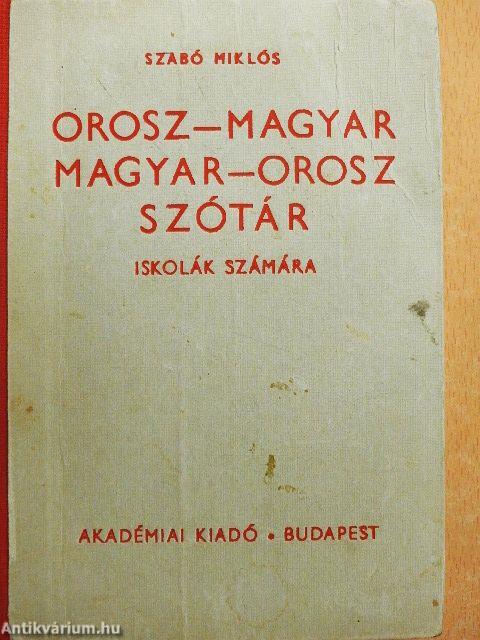 SZABÓ MIKLÓS
OROSZ—MAGYAR
MAGYAR—OROSZ
SZÓTÁR
ISKOLÁK SZÁMÁRA
AKADÉMIAI KIADÓ • BUDAPEST
Antikvárium.hu